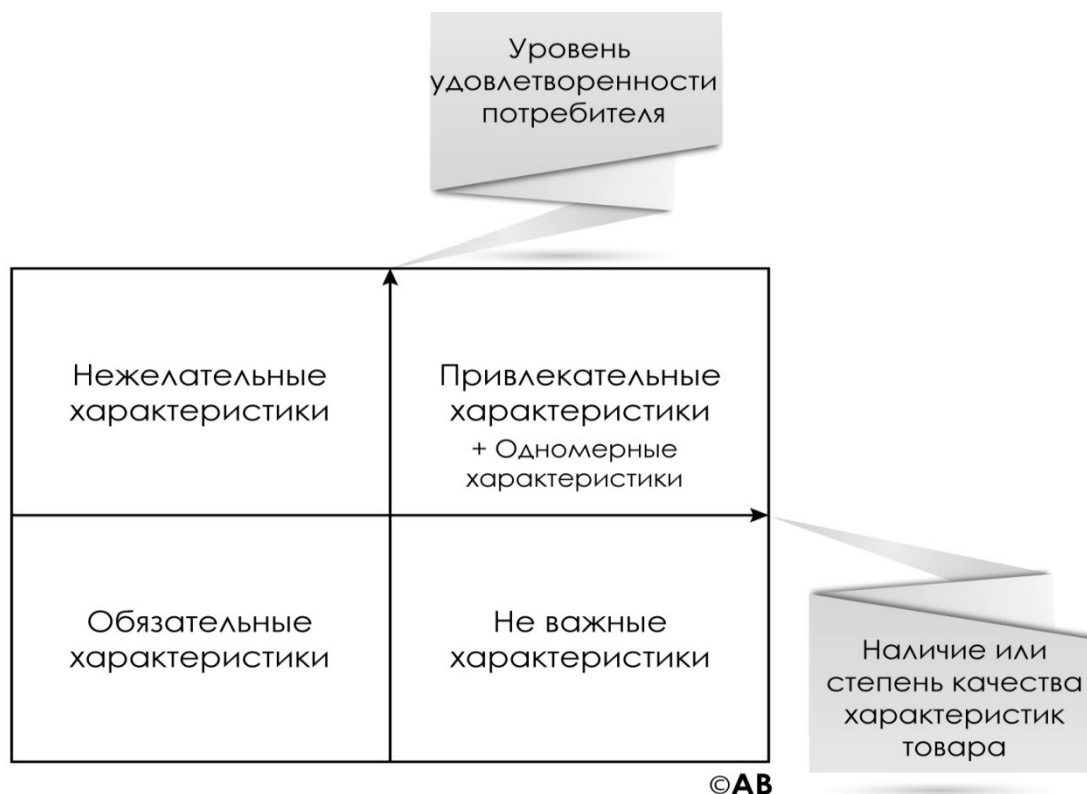 Уровень
удовлетворенности
потребителя
Нежелательные
характеристики
Привлекательные
характеристики
+ Одномерные
характеристики
Обязательные
характеристики
Не важные
характеристики
Наличие или
степень качества
характеристик
товара
©АВ